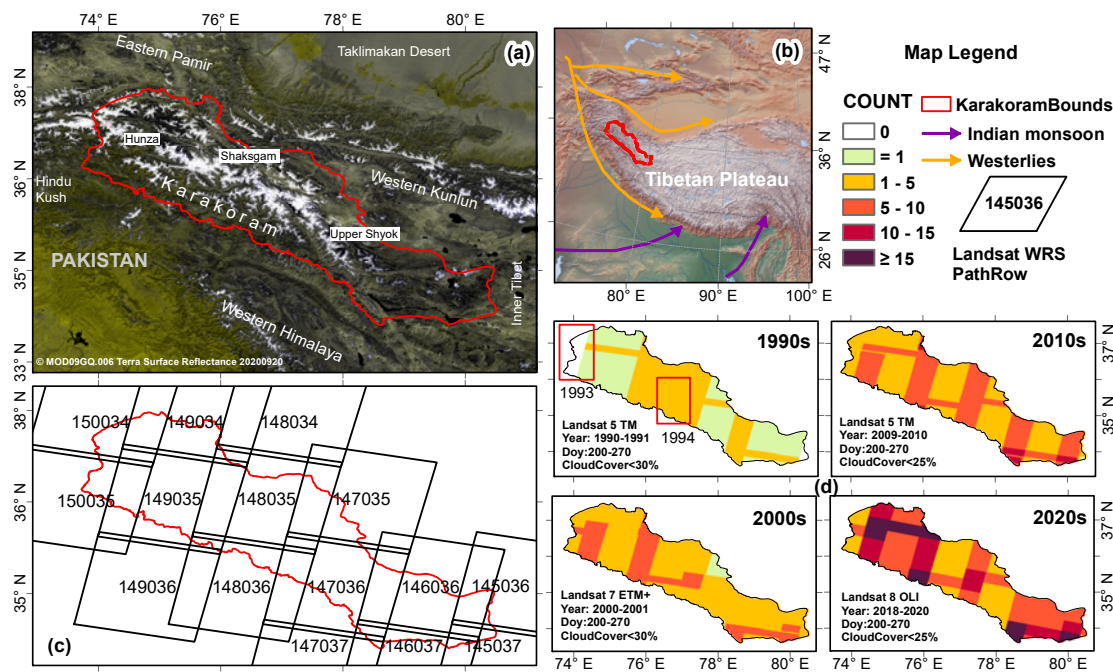 74° E
76° E
78° E
80° E
38° N
36° N
35° N
33° N
(a)
Eastern Pamir
Taklimakan Desert
Hunza
Shaksgam
Hindu
Kush
Karakoram
Western Kunlun
Upper Shyok
PAKISTAN
Western Himalaya
Inner Tibet
© MOD09GQ.006 Terra Surface Reflectance 20200920
(b)
47° N
36° N
26° N
Tibetan Plateau
80° E
90° E
100° E
Map Legend
COUNT
0
= 1
1 - 5
5 - 10
10 - 15
≥ 15
KarakoramBounds
Indian monsoon
Westerlies
145036
Landsat WRS
PathRow
38° N
36° N
35° N
150034
149034
148034
150035
149035
148035
147035
149036
148036
147036
146036
145036
147037
146037
145037
(c)
1990s
1993
1994
Landsat 5 TM
Year: 1990-1991
Doy:200-270
CloudCover<30%
2010s
Landsat 5 TM
Year: 2009-2010
Doy:200-270
CloudCover<25%
37° N
35° N
(d)
2000s
Landsat 7 ETM+
Year: 2000-2001
Doy:200-270
CloudCover<30%
2020s
Landsat 8 OLI
Year: 2018-2020
Doy:200-270
CloudCover<25%
37° N
35° N
74° E
76° E
78° E
80° E
74° E
76° E
78° E
80° E